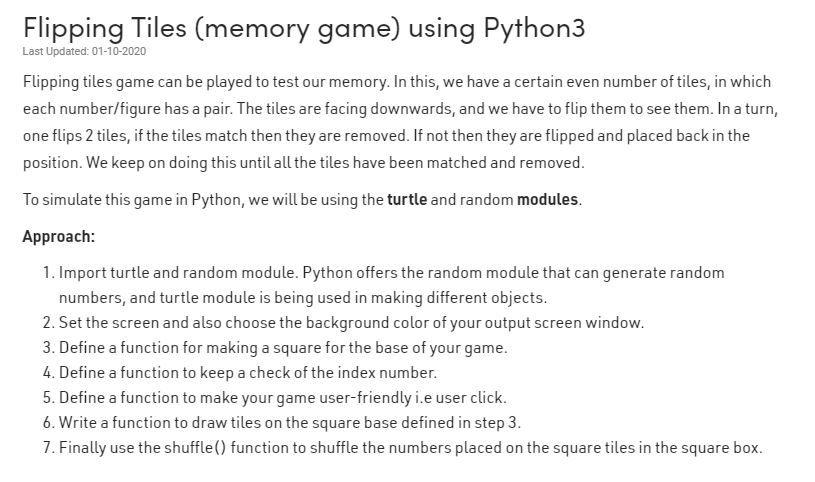 Flipping Tiles (memory game) using Python3
Last Updated: 01-10-2020
Flipping tiles game can be played to test our memory. In this, we have a certain even number of tiles, in which
each number/figure has a pair. The tiles are facing downwards, and we have to flip them to see them. In a turn,
one flips 2 tiles, if the tiles match then they are removed. If not then they are flipped and placed back in the
position. We keep on doing this until all the tiles have been matched and removed.
To simulate this game in Python, we will be using the turtle and random modules.
Approach:
1. Import turtle and random module. Python offers the random module that can generate random
numbers, and turtle module is being used in making different objects.
2. Set the screen and also choose the background color of your output screen window.
3. Define a function for making a square for the base of your game.
4. Define a function to keep a check of the index number.
5. Define a function to make your game user-friendly i.e user click.
6. Write a function to draw tiles on the square base defined in step 3.
7. Finally use the shuffle() function to shuffle the numbers placed on the square tiles in the square box.